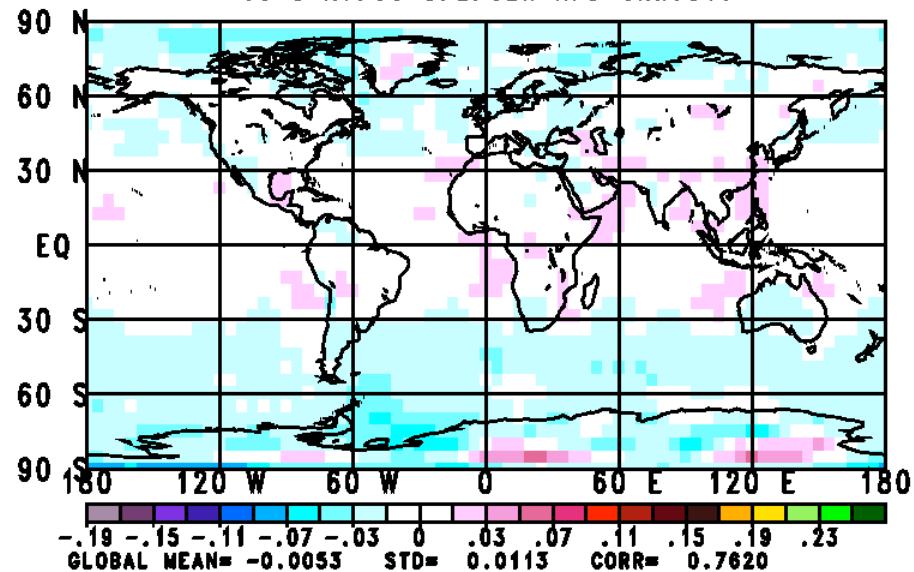 90 N
60 N
30 N
EQ
30 S
60 S
90 S
180 120 W 60 W 0 60 E 120 E 180
-.19 -.15 -.11 -.07 -.03 0 .03 .07 .11 .15 .19 .23
GLOBAL MEAN= -0.0053 STD= 0.0113 CORR= 0.7620